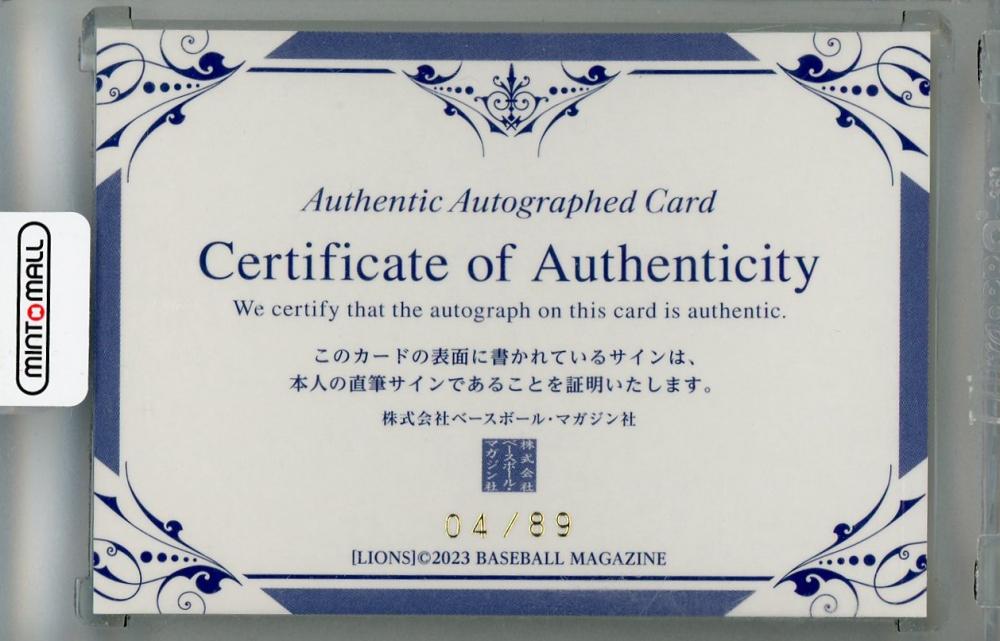 Authentic Autographed Card
Certificate of Authenticity
We certify that the autograph on this card is authentic.
このカードの表面に書かれているサインは、
本人の直筆サインであることを証明いたします。
株式会社ベースボール・マガジン社
株式会社
ベースボール・
マガジン社
04/89
[LIONS]©2023 BASEBALL MAGAZINE
MINT MALL